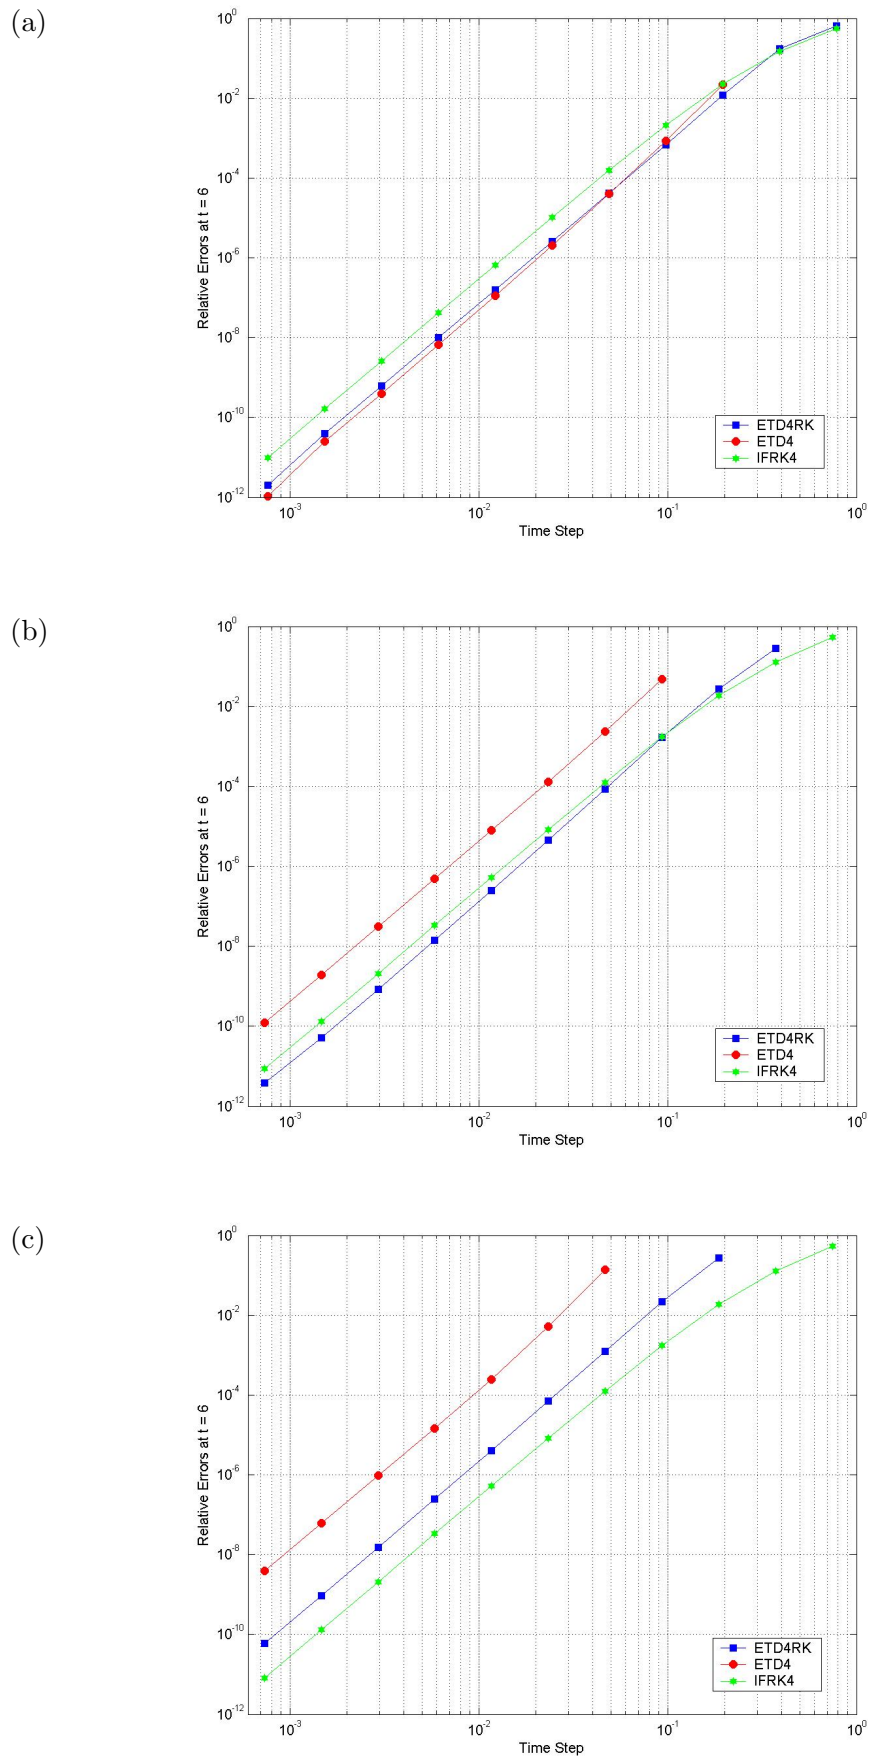 (a)
10^0
10^-2
10^-4
10^-6
10^-8
10^-10
10^-12
Relative Errors at t = 6
ETD4RK
ETD4
IFRK4
10^-3 10^-2 10^-1 10^0
Time Step
(b)
10^0
10^-2
10^-4
10^-6
10^-8
10^-10
10^-12
Relative Errors at t = 6
ETD4RK
ETD4
IFRK4
10^-3 10^-2 10^-1 10^0
Time Step
(c)
10^0
10^-2
10^-4
10^-6
10^-8
10^-10
10^-12
Relative Errors at t = 6
ETD4RK
ETD4
IFRK4
10^-3 10^-2 10^-1 10^0
Time Step